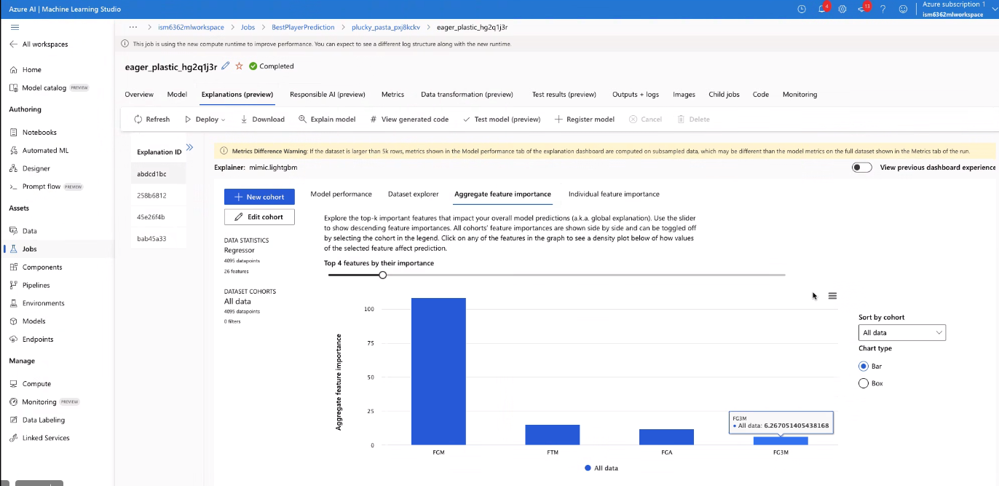 Azure AI | Machine Learning Studio
4
13
?
Azure subscription 1
ism6362mlworkspace
··· > ism6362mlworkspace > Jobs > BestPlayerPrediction > plucky_pasta_pxj8kckv > eager_plastic_hg2q1j3r
This job is using the new compute runtime to improve performance. You can expect to see a different log structure along with the new runtime.
All workspaces
Home
Model catalog PREVIEW
Authoring
Notebooks
Automated ML
Designer
Prompt flow PREVIEW
Assets
Data
Jobs
Components
Pipelines
Environments
Models
Endpoints
Manage
Compute
Monitoring PREVIEW
Data Labeling
Linked Services
eager_plastic_hg2q1j3r Completed
Overview Model Explanations (preview) Responsible AI (preview) Metrics Data transformation (preview) Test results (preview) Outputs + logs Images Child jobs Code Monitoring
Refresh Deploy Download Explain model # View generated code Test model (preview) Register model Cancel Delete
Explanation ID
abdcd1bc
258b6812
45e26f4b
bab45a33
Metrics Difference Warning: If the dataset is larger than 5k rows, metrics shown in the Model performance tab of the explanation dashboard are computed on subsampled data, which may be different than the model metrics on the full dataset shown in the Metrics tab of the run.
Explainer: mimic.lightgbm
View previous dashboard experience
+ New cohort
Edit cohort
DATA STATISTICS
Regressor
4095 datapoints
26 features
DATASET COHORTS
All data
4095 datapoints
0 filters
Model performance Dataset explorer Aggregate feature importance Individual feature importance
Explore the top-k important features that impact your overall model predictions (a.k.a. global explanation). Use the slider
to show descending feature importances. All cohorts' feature importances are shown side by side and can be toggled off
by selecting the cohort in the legend. Click on any of the features in the graph to see a density plot below of how values
of the selected feature affect prediction.
Top 4 features by their importance
Aggregate feature importance
100
75
50
25
0
FG3M
All data: 6.267051405438168
FGM FTM FGA FG3M
All data
Sort by cohort
All data
Chart type
Bar
Box